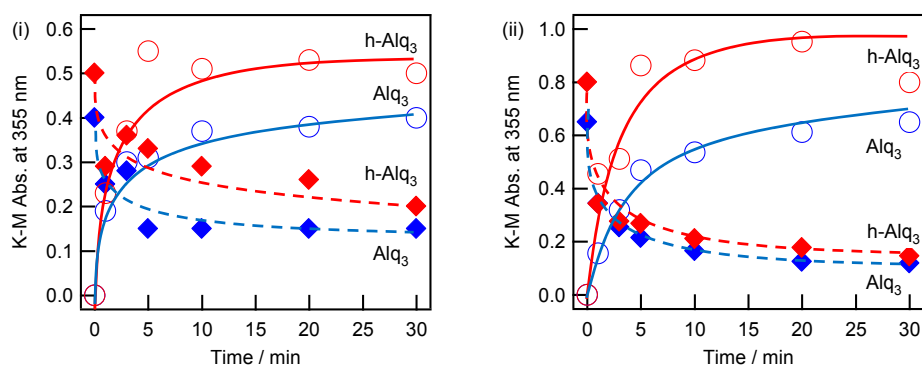 (i)
K-M Abs. at 355 nm
0.6
0.5
0.4
0.3
0.2
0.1
0.0
h-Alq₃
Alq₃
h-Alq₃
Alq₃
0
5
10
15
20
25
30
Time / min
(ii)
K-M Abs. at 355 nm
1.0
0.8
0.6
0.4
0.2
0.0
h-Alq₃
Alq₃
h-Alq₃
Alq₃
0
5
10
15
20
25
30
Time / min